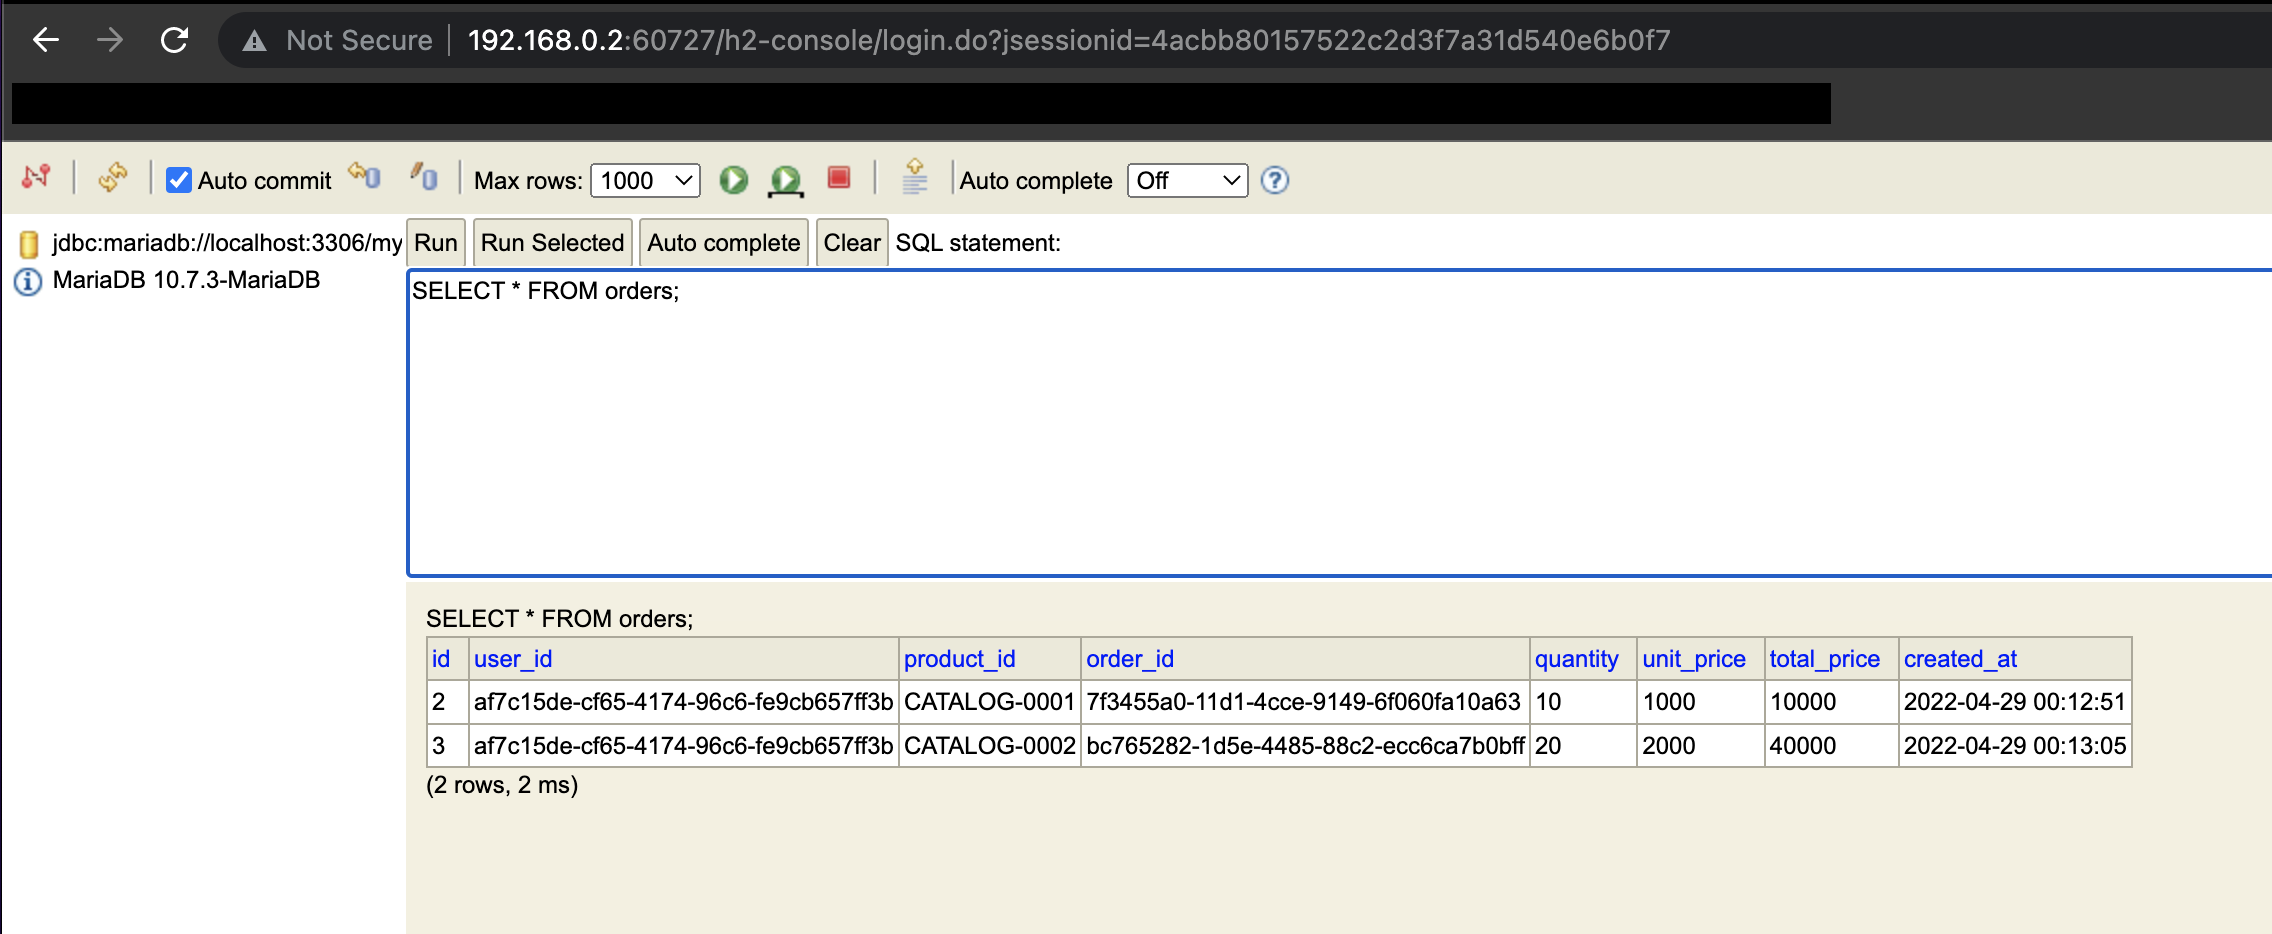 Not Secure 192.168.0.2:60727/h2-console/login.do?jsessionid=4acbb80157522c2d3f7a31d540e6b0f7
Auto commit Max rows: 1000 Auto complete Off ?
jdbc:mariadb://localhost:3306/my Run Run Selected Auto complete Clear SQL statement:
MariaDB 10.7.3-MariaDB
SELECT * FROM orders;
SELECT * FROM orders;
id user_id product_id order_id quantity unit_price total_price created_at
2 af7c15de-cf65-4174-96c6-fe9cb657ff3b CATALOG-0001 7f3455a0-11d1-4cce-9149-6f060fa10a63 10 1000 10000 2022-04-29 00:12:51
3 af7c15de-cf65-4174-96c6-fe9cb657ff3b CATALOG-0002 bc765282-1d5e-4485-88c2-ecc6ca7b0bff 20 2000 40000 2022-04-29 00:13:05
(2 rows, 2 ms)